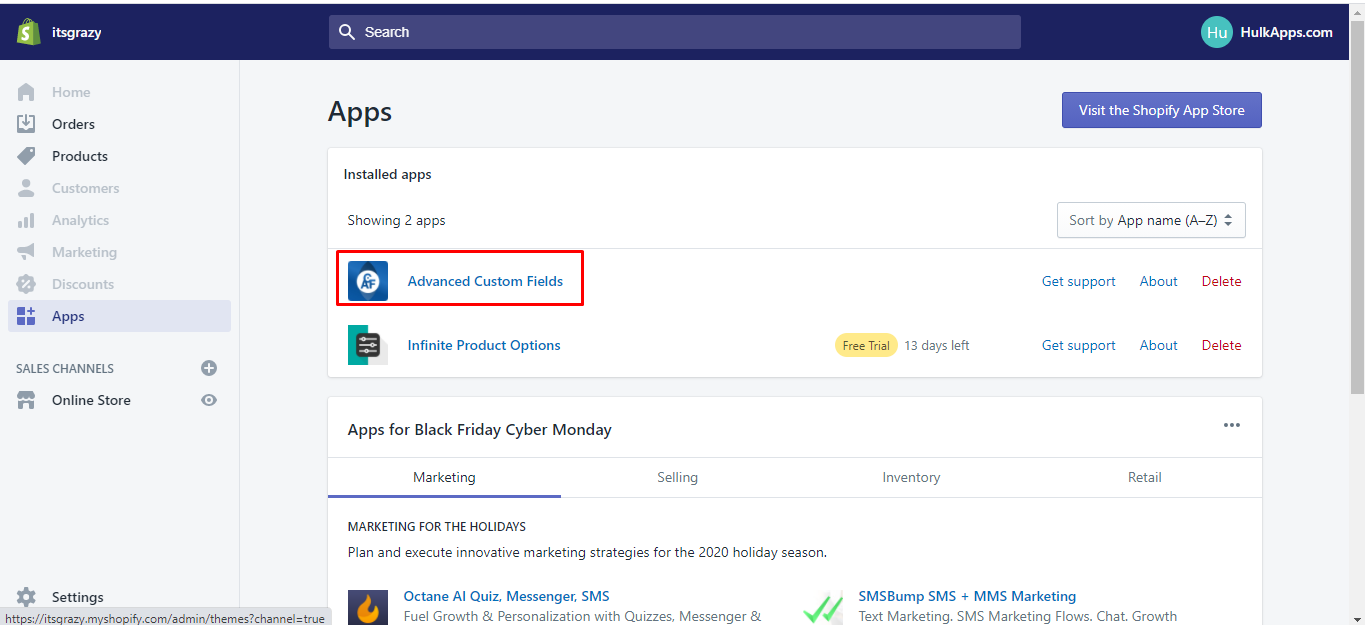 itsgrazy
Search
Hu HulkApps.com
Home
Orders
Products
Customers
Analytics
Marketing
Discounts
Apps
SALES CHANNELS
Online Store
Settings
https://itsgrazy.myshopify.com/admin/themes?channel=true
Apps
Visit the Shopify App Store
Installed apps
Showing 2 apps
Sort by App name (A–Z)
CAF Advanced Custom Fields Get support About Delete
Infinite Product Options Free Trial 13 days left Get support About Delete
Apps for Black Friday Cyber Monday
Marketing Selling Inventory Retail
MARKETING FOR THE HOLIDAYS
Plan and execute innovative marketing strategies for the 2020 holiday season.
Octane AI Quiz, Messenger, SMS
Fuel Growth & Personalization with Quizzes, Messenger &
SMSBump SMS + MMS Marketing
Text Marketing. SMS Marketing Flows. Chat. Growth